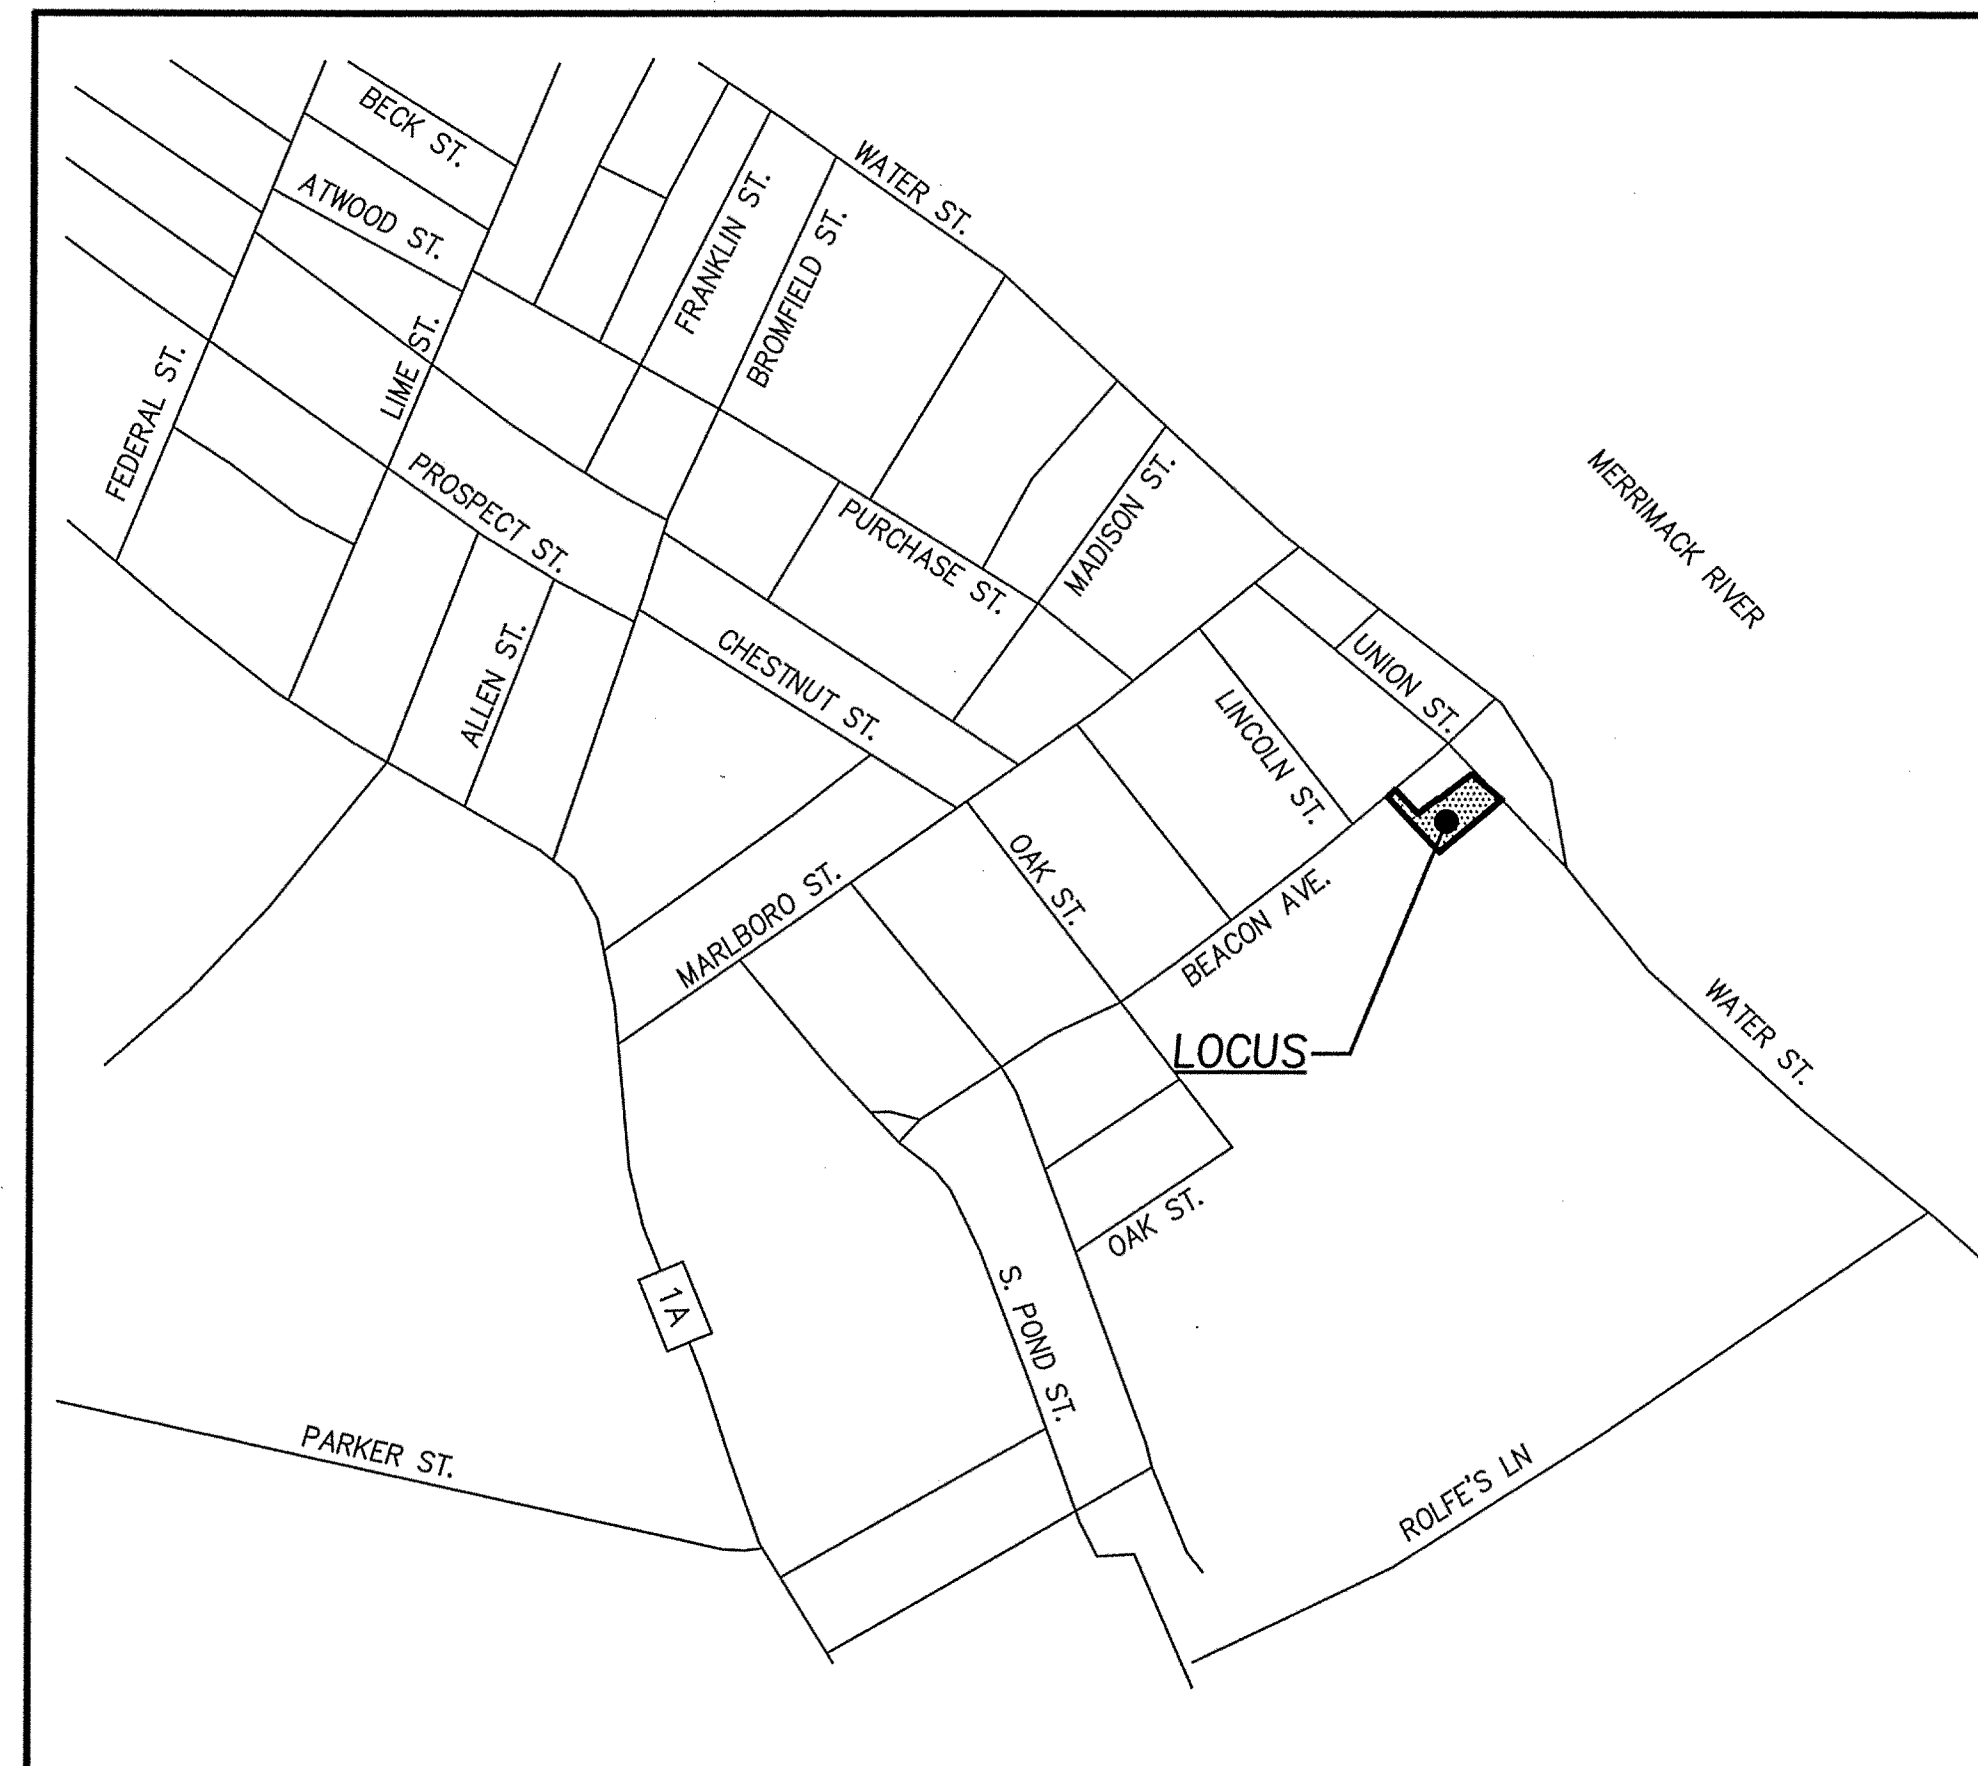 BECK ST.
ATWOOD ST.
WATER ST.
FRANKLIN ST.
BROMFIELD ST.
LIME ST.
FEDERAL ST.
PROSPECT ST.
PURCHASE ST.
MADISON ST.
MERRIMACK RIVER
ALLEN ST.
CHESTNUT ST.
UNION ST.
LINCOLN ST.
OAK ST.
MARLBORO ST.
BEACON AVE.
LOCUS
WATER ST.
OAK ST.
1A
S. POND ST.
PARKER ST.
ROLFE'S LN